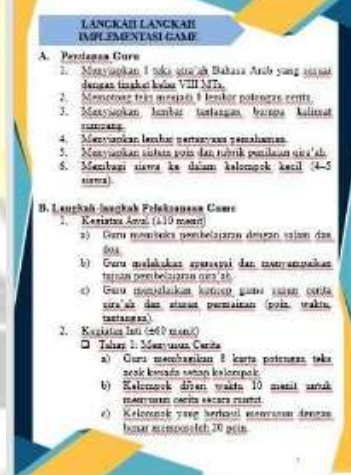 LANGKAH-LANGKAH
IMPLEMENTASI GAME
A. Persiapan Guru
1. Menyiapkan 1 teks qira'ah Bahasa Arab yang sesuai
dengan tingkat kelas VIII MTs.
2. Memotong teks menjadi 8 lembar potongan cerita.
3. Menyiapkan lembar tantangan berupa kalimat
rumpang.
4. Menyiapkan lembar pertanyaan pemahaman.
5. Menyiapkan sistem poin dan rubrik penilaian qira'ah.
6. Membagi siswa ke dalam kelompok kecil (4–5
siswa).
B. Langkah-langkah Pelaksanaan Game
1. Kegiatan Awal (±10 menit)
a) Guru membuka pembelajaran dengan salam dan
doa.
b) Guru melakukan apersepsi dan menyampaikan
tujuan pembelajaran qira'ah.
c) Guru menjelaskan konsep game susun cerita
qira'ah dan aturan permainan (poin, waktu,
tantangan).
2. Kegiatan Inti (±60 menit)
Tahap 1: Menyusun Cerita
a) Guru membagikan 8 kartu potongan teks
acak kepada setiap kelompok.
b) Kelompok diberi waktu 10 menit untuk
menyusun cerita secara runtut.
c) Kelompok yang berhasil menyusun dengan
benar memperoleh 20 poin.